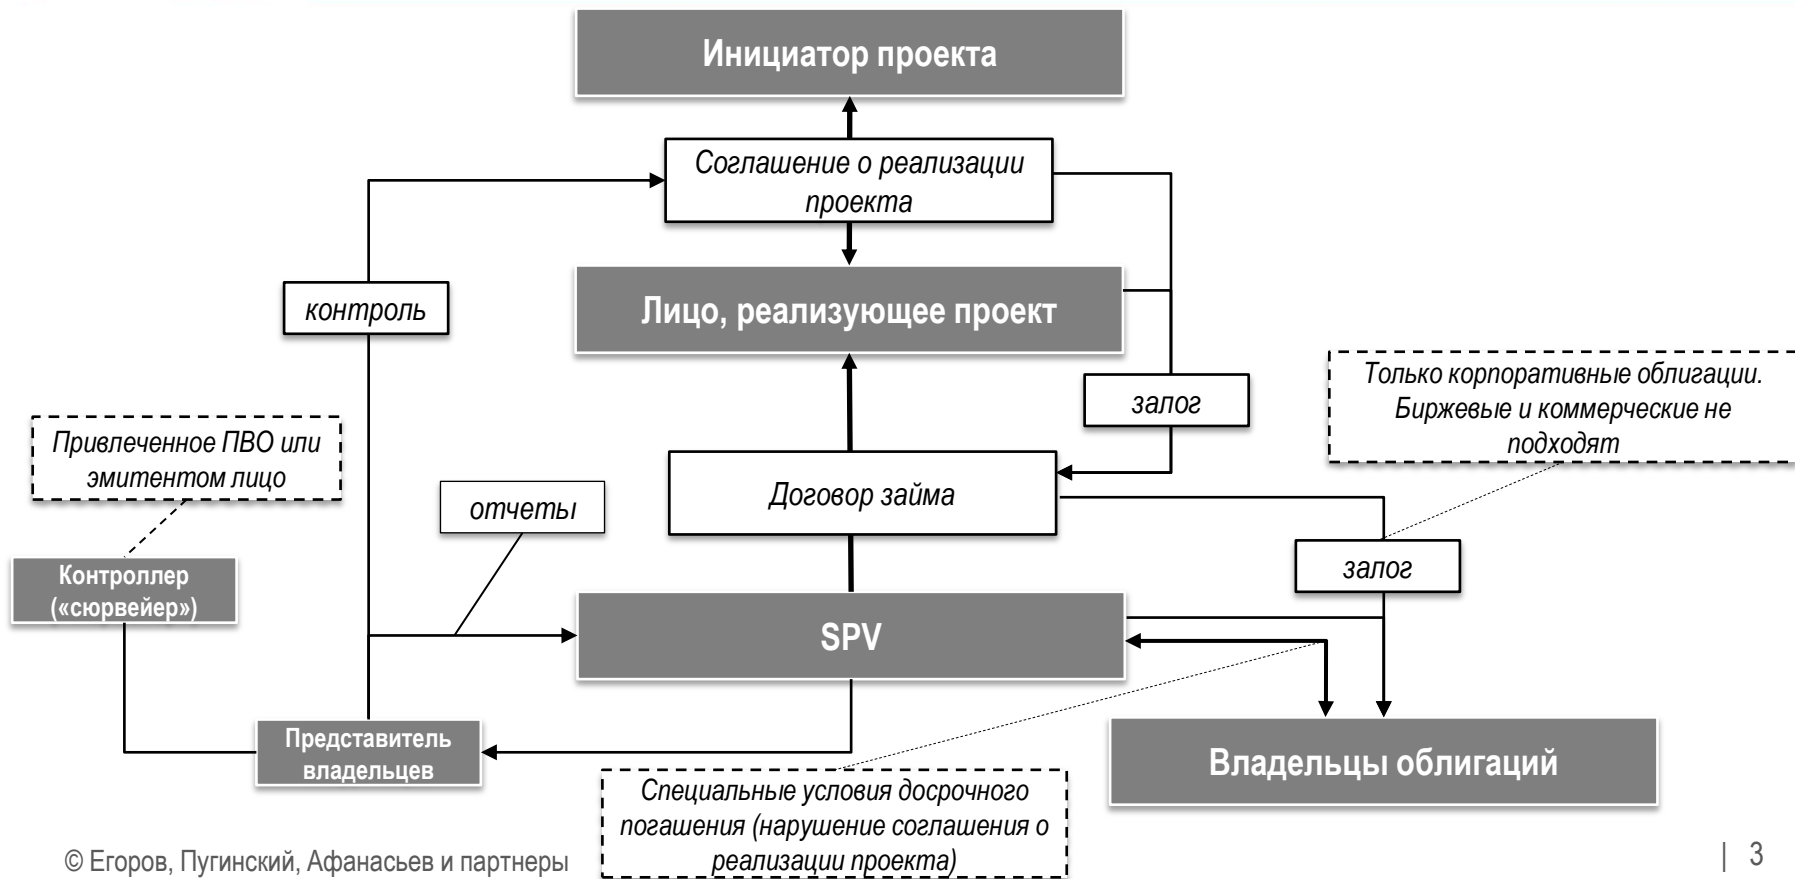 Инициатор проекта
Соглашение о реализации
проекта
контроль
Лицо, реализующее проект
залог
Только корпоративные облигации.
Биржевые и коммерческие не
подходят
Привлеченное ПВО или
эмитентом лицо
отчеты
Договор займа
залог
Контроллер
(«сюрвейер»)
SPV
Представитель
владельцев
Владельцы облигаций
Специальные условия досрочного
погашения (нарушение соглашения о
реализации проекта)
© Егоров, Пугинский, Афанасьев и партнеры
| 3